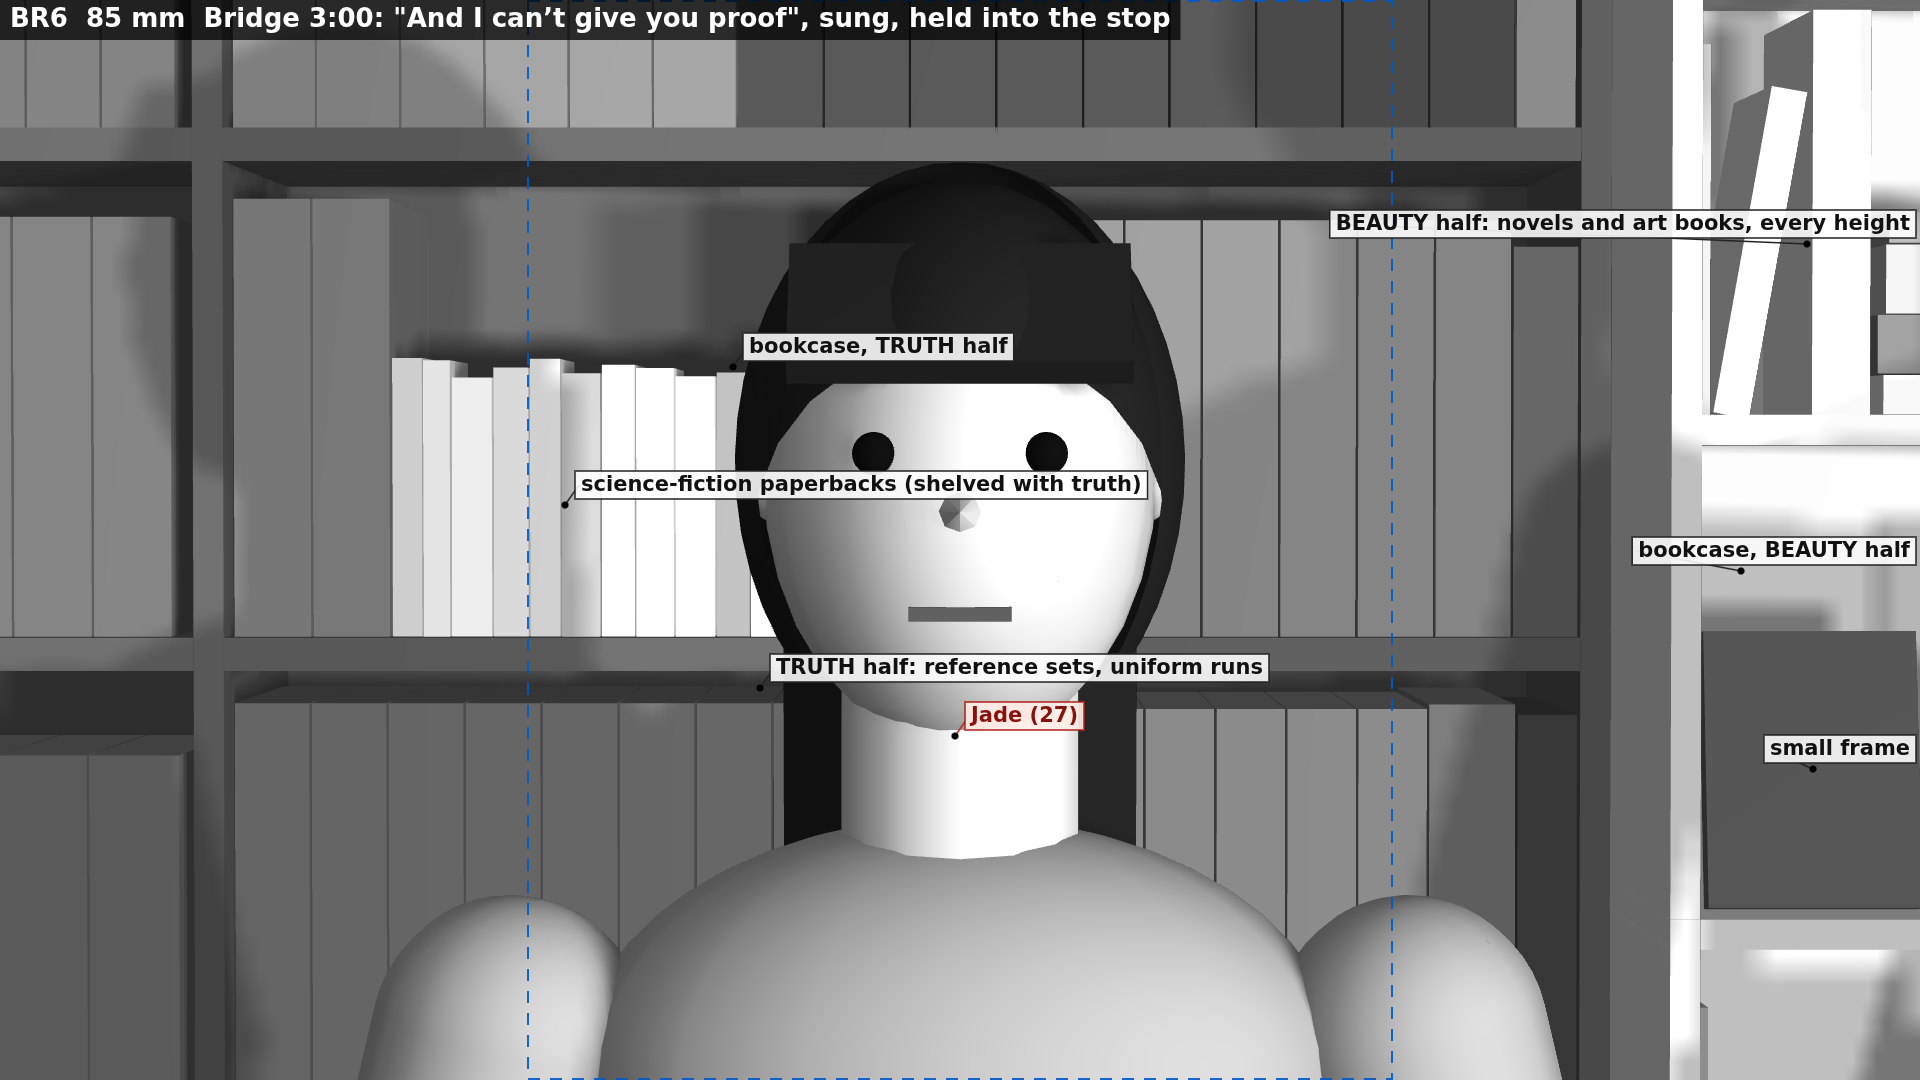 BR6 85 mm Bridge 3:00: "And I can’t give you proof", sung, held into the stop
BEAUTY half: novels and art books, every height
bookcase, TRUTH half
science-fiction paperbacks (shelved with truth)
bookcase, BEAUTY half
TRUTH half: reference sets, uniform runs
Jade (27)
small frame